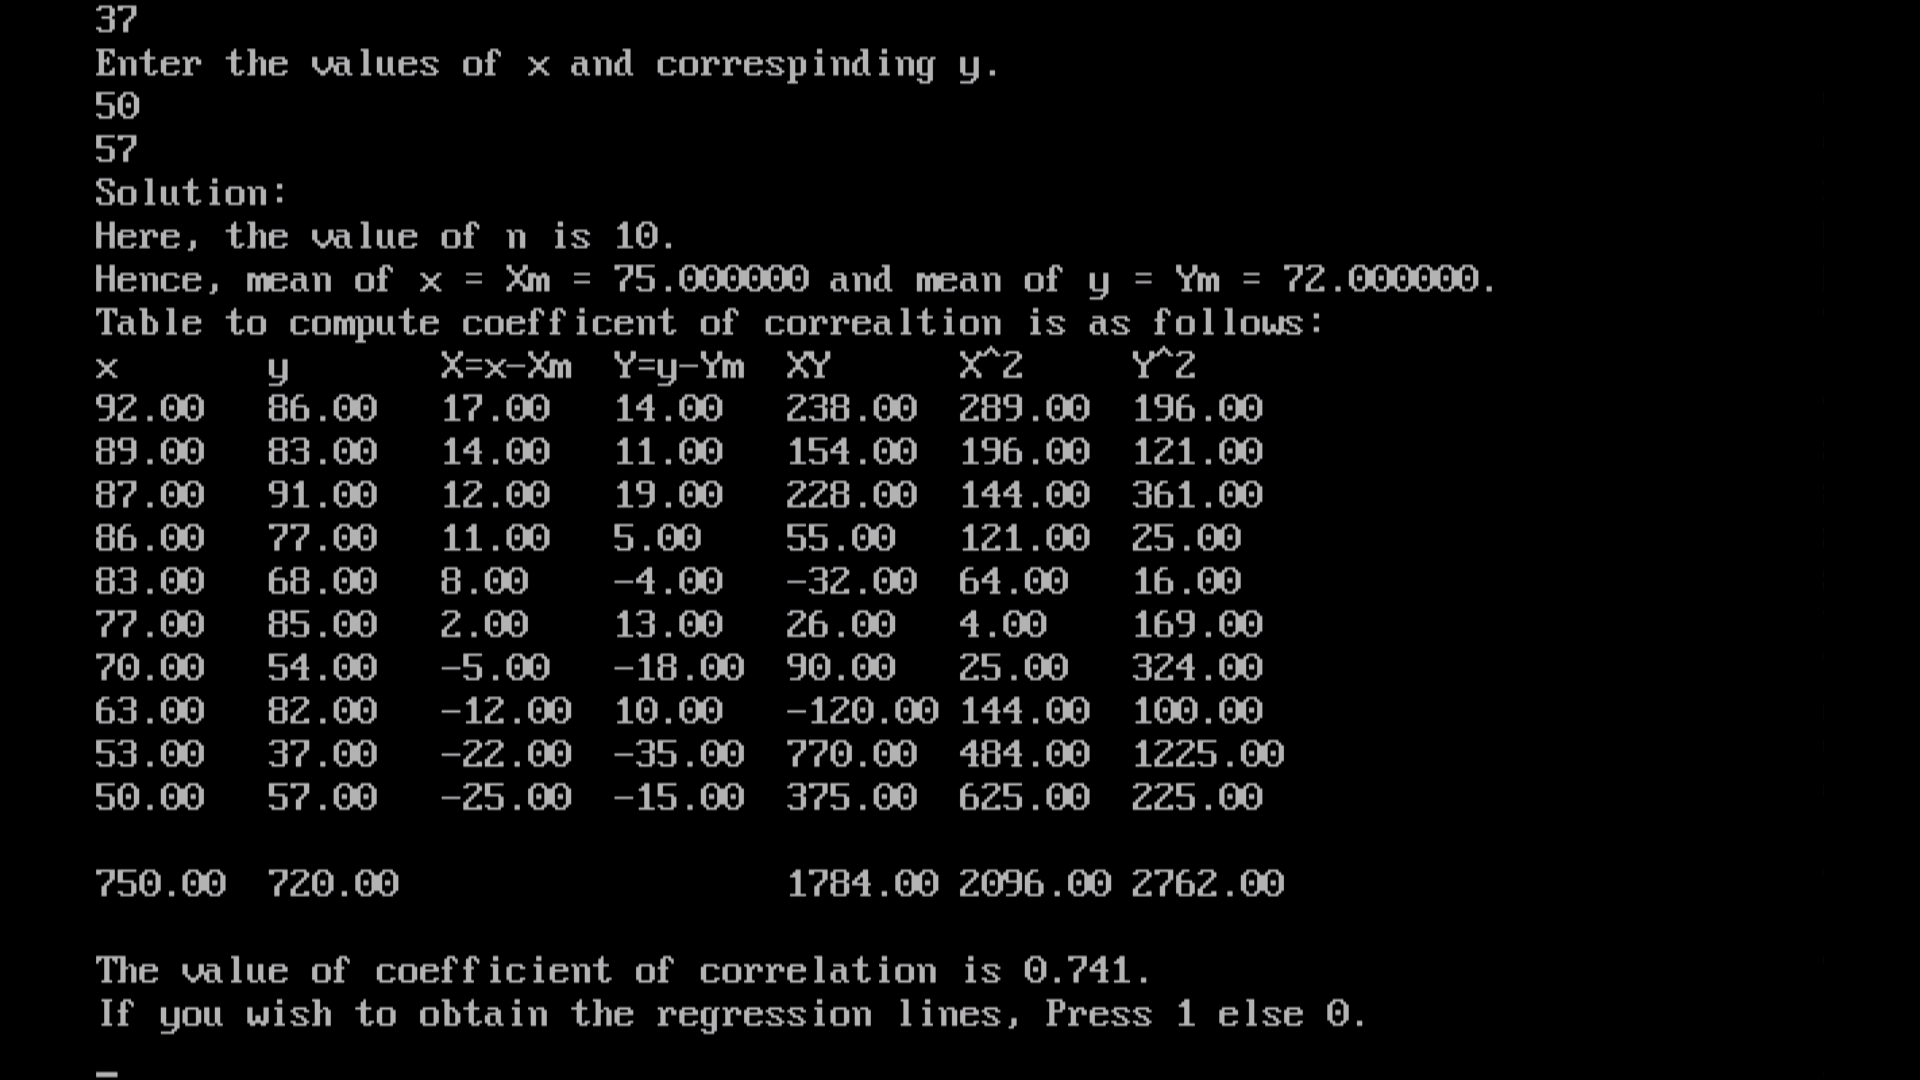 37
Enter the values of x and correspinding y.
50
57
Solution:
Here, the value of n is 10.
Hence, mean of x = Xm = 75.000000 and mean of y = Ym = 72.000000.
Table to compute coefficent of correaltion is as follows:
x y X=x-Xm Y=y-Ym XY X^2 Y^2
92.00 86.00 17.00 14.00 238.00 289.00 196.00
89.00 83.00 14.00 11.00 154.00 196.00 121.00
87.00 91.00 12.00 19.00 228.00 144.00 361.00
86.00 77.00 11.00 5.00 55.00 121.00 25.00
83.00 68.00 8.00 -4.00 -32.00 64.00 16.00
77.00 85.00 2.00 13.00 26.00 4.00 169.00
70.00 54.00 -5.00 -18.00 90.00 25.00 324.00
63.00 82.00 -12.00 10.00 -120.00 144.00 100.00
53.00 37.00 -22.00 -35.00 770.00 484.00 1225.00
50.00 57.00 -25.00 -15.00 375.00 625.00 225.00
750.00 720.00 1784.00 2096.00 2762.00
The value of coefficient of correlation is 0.741.
If you wish to obtain the regression lines, Press 1 else 0.
_